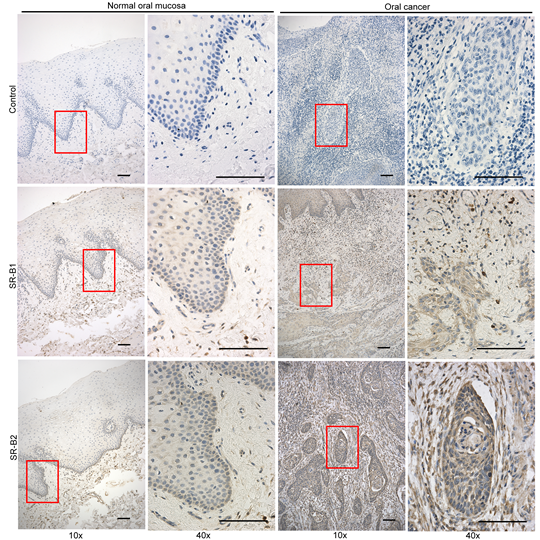 Normal oral mucosa
Oral cancer
Control
SR-B1
SR-B2
10x
40x
10x
40x